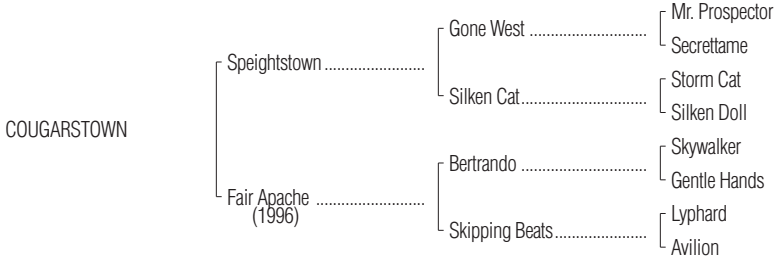 Mr. Prospector
Gone West ..............................
Secrettame
Speightstown .........................
Storm Cat
Silken Cat................................
Silken Doll
COUGARSTOWN
Skywalker
Bertrando ................................
Gentle Hands
Fair Apache ...........................
(1996)
Lyphard
Skipping Beats.......................
Avilion